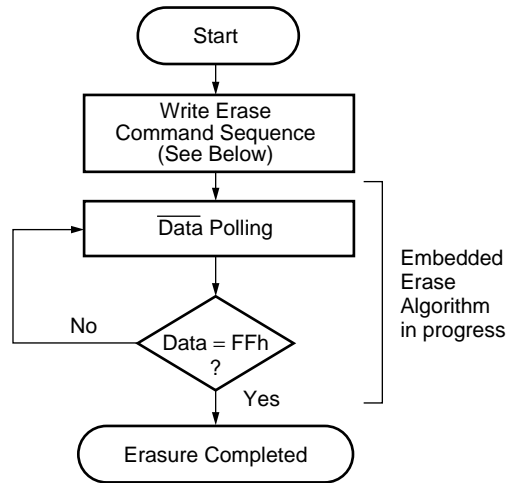 Start
Write Erase
Command Sequence
(See Below)
Data Polling
Embedded
Erase
Algorithm
in progress
No
Data = FFh
?
Yes
Erasure Completed